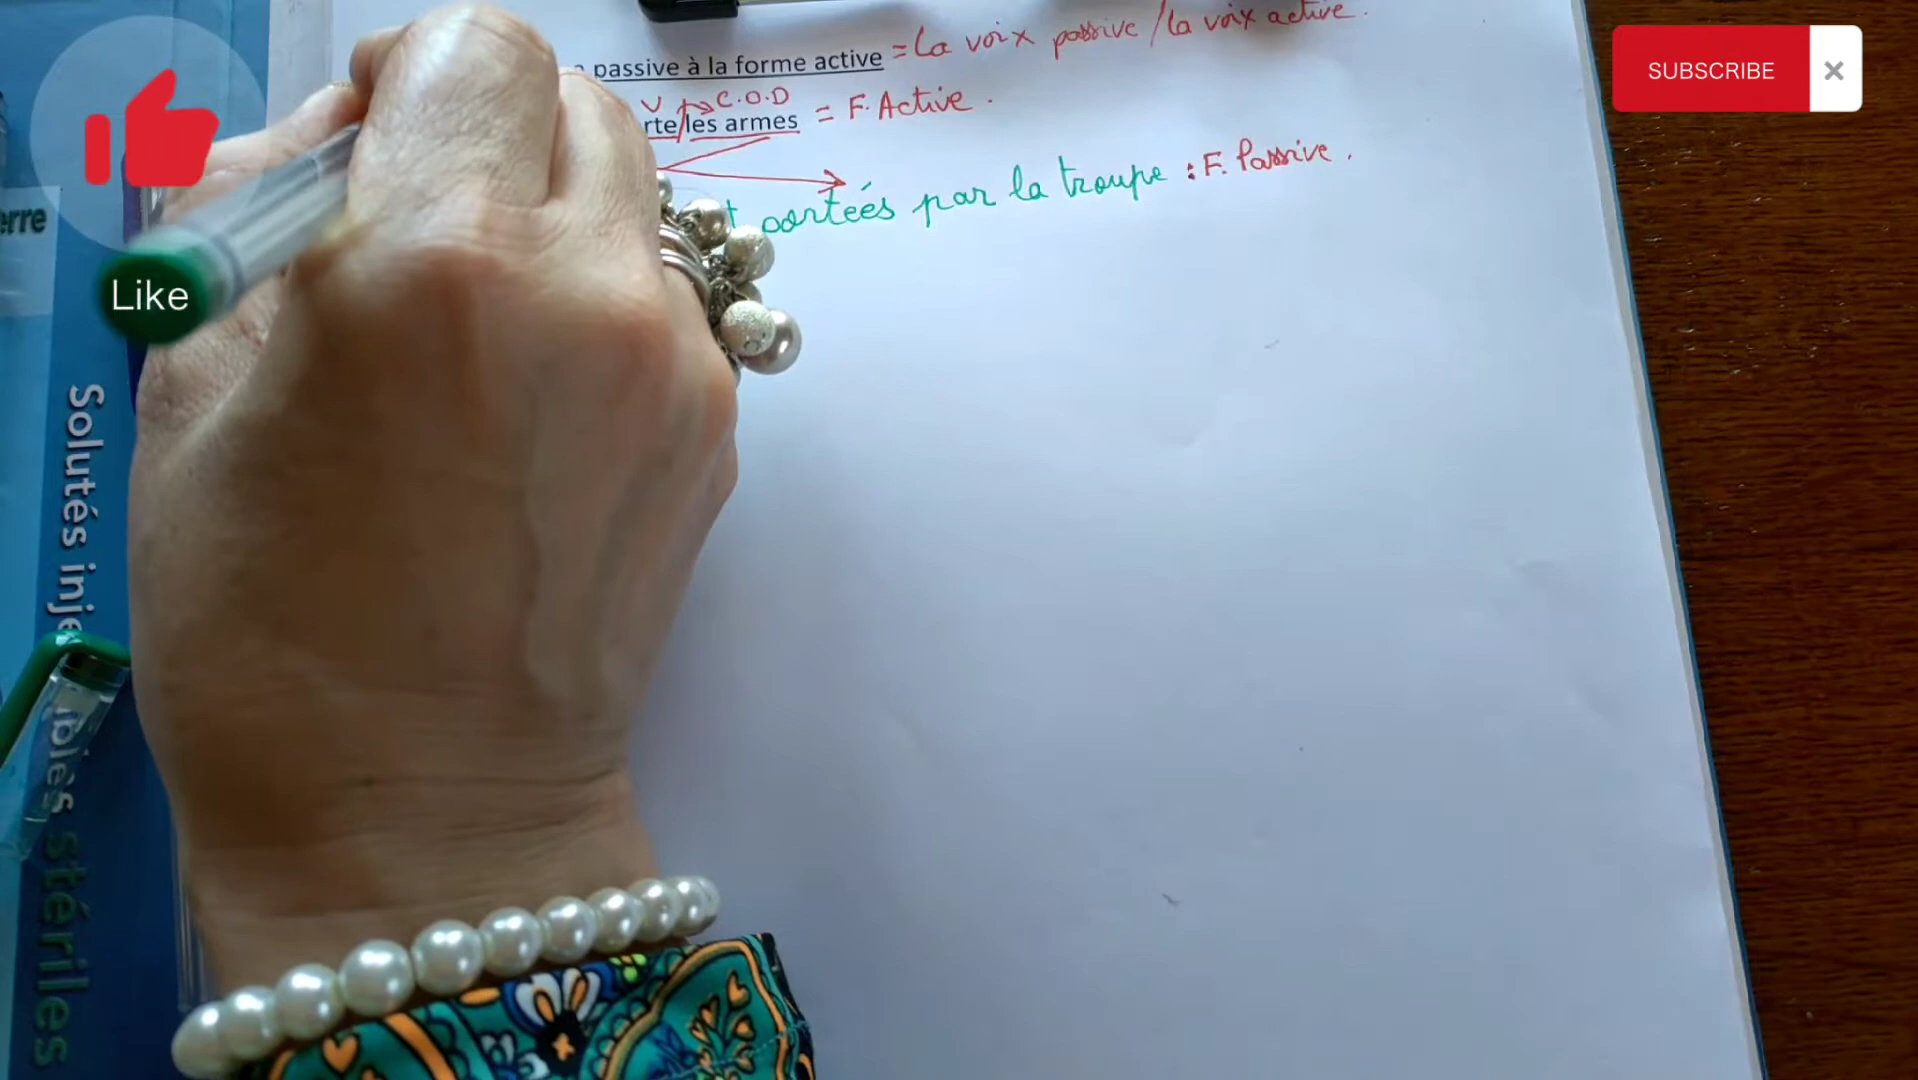 passive à la forme active = La voix passive / la voix active.
V C.O.D
rte/les armes = F. Active.
portées par la troupe : F. Passive.
SUBSCRIBE
Like
erre
Solutés inje
stériles